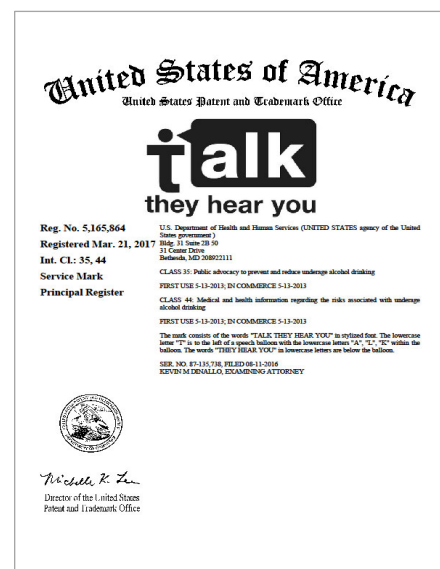 United States of America
United States Patent and Trademark Office
talk
they hear you
Reg. No. 5,165,864
Registered Mar. 21, 2017
Int. Cl.: 35, 44
Service Mark
Principal Register
U.S. Department of Health and Human Services (UNITED STATES agency of the United
States government )
Bldg. 31 Suite 2B 50
31 Center Drive
Bethesda, MD 208922111
CLASS 35: Public advocacy to prevent and reduce underage alcohol drinking
FIRST USE 5-13-2013; IN COMMERCE 5-13-2013
CLASS 44: Medical and health information regarding the risks associated with underage
alcohol drinking
FIRST USE 5-13-2013; IN COMMERCE 5-13-2013
The mark consists of the words "TALK THEY HEAR YOU" in stylized font. The lowercase
letter "T" is to the left of a speech balloon with the lowercase letters "A", "L", "K" within the
balloon. The words "THEY HEAR YOU" in lowercase letters are below the balloon.
SER. NO. 87-135,738, FILED 08-11-2016
KEVIN M DINALLO, EXAMINING ATTORNEY
Michelle K. Lee
Director of the United States
Patent and Trademark Office